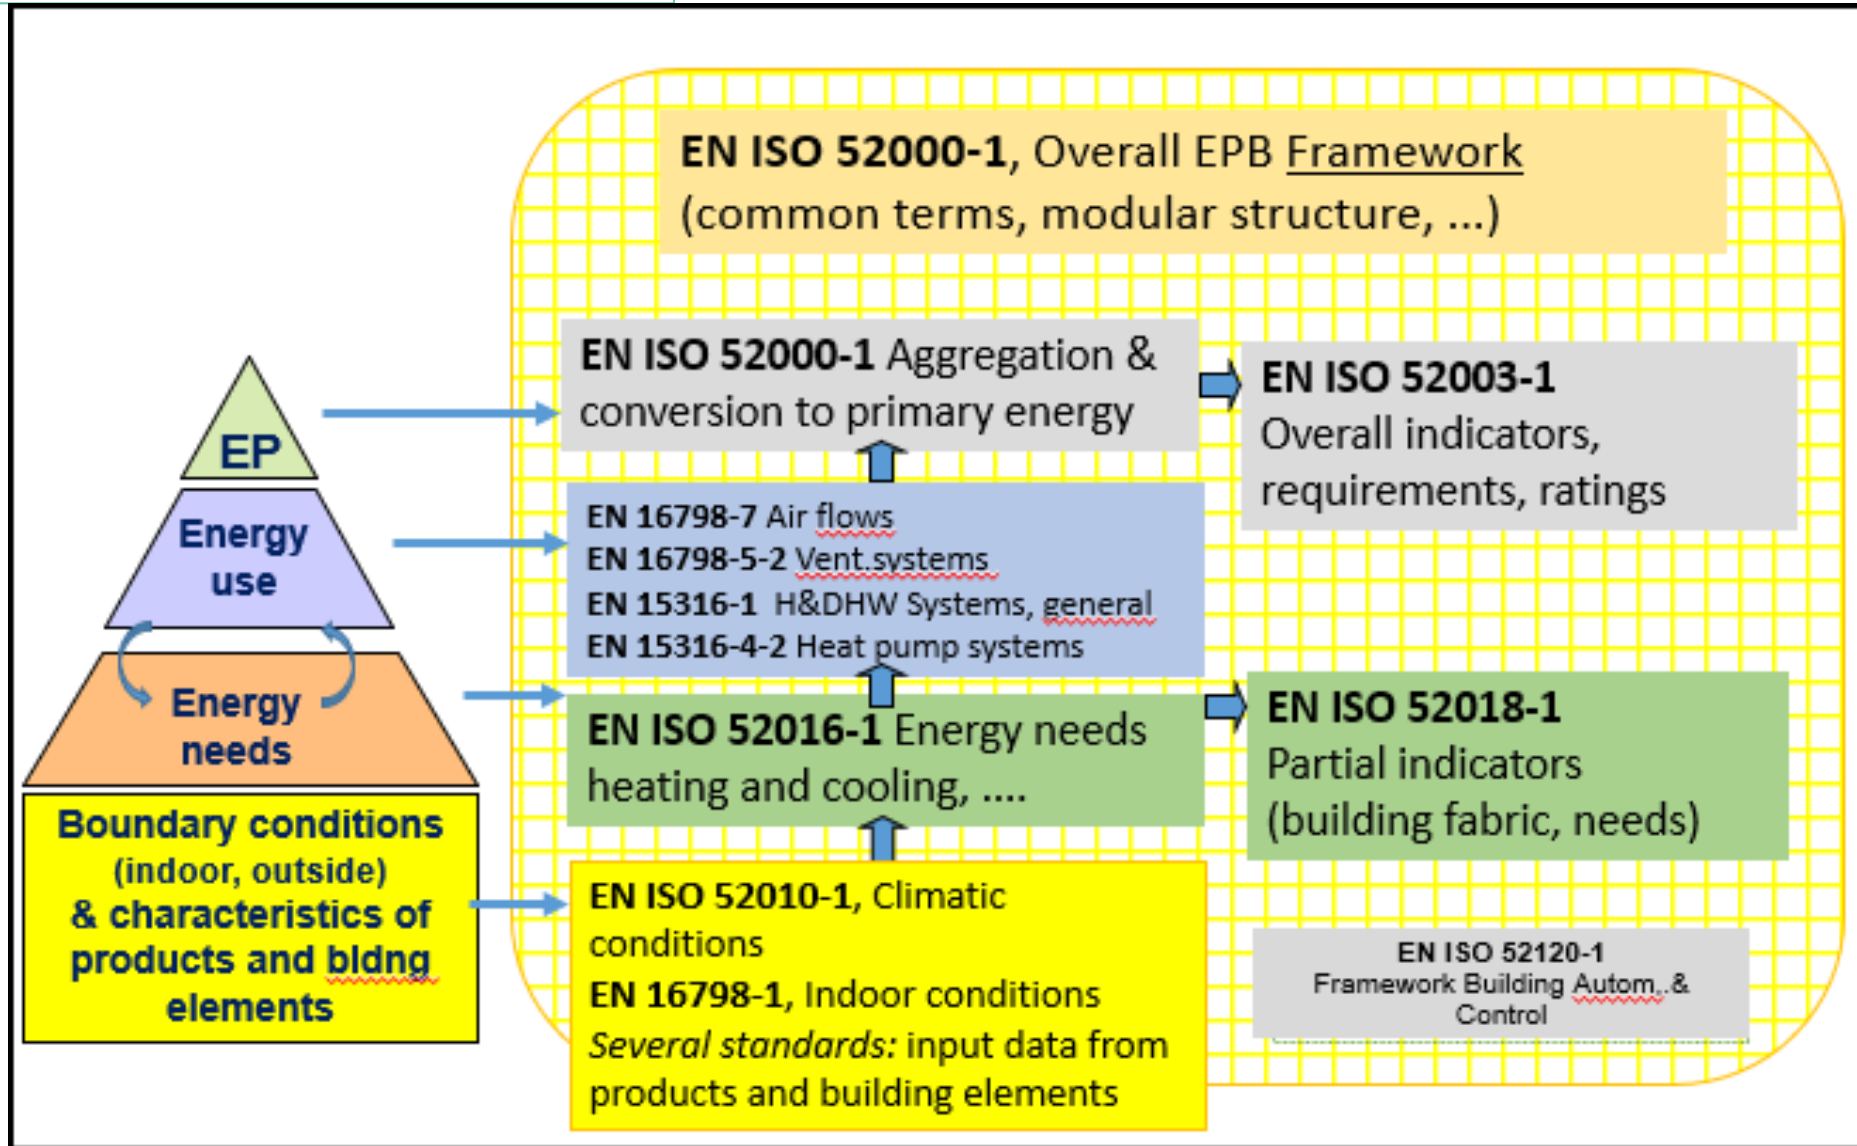 EN ISO 52000-1, Overall EPB Framework
(common terms, modular structure, ...)
EN ISO 52000-1 Aggregation &
conversion to primary energy
EN ISO 52003-1
Overall indicators,
requirements, ratings
EP
Energy
use
EN 16798-7 Air flows
EN 16798-5-2 Vent.systems
EN 15316-1 H&DHW Systems, general
EN 15316-4-2 Heat pump systems
Energy
needs
EN ISO 52016-1 Energy needs
heating and cooling, ....
EN ISO 52018-1
Partial indicators
(building fabric, needs)
Boundary conditions
(indoor, outside)
& characteristics of
products and bldng
elements
EN ISO 52010-1, Climatic
conditions
EN 16798-1, Indoor conditions
Several standards: input data from
products and building elements
EN ISO 52120-1
Framework Building Autom,.&
Control